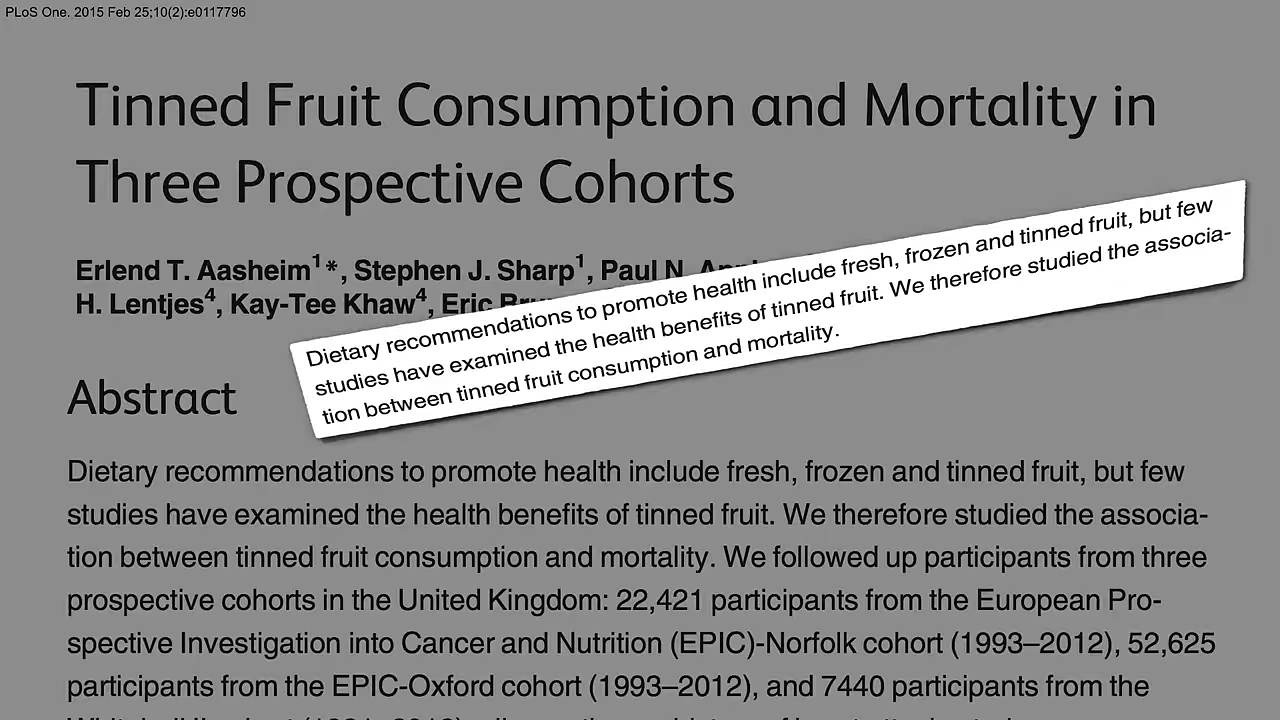 PLoS One. 2015 Feb 25;10(2):e0117796
Tinned Fruit Consumption and Mortality in
Three Prospective Cohorts
Erlend T. Aasheim1*, Stephen J. Sharp1, Paul N.
H. Lentjes4, Kay-Tee Khaw4, Eric
Dietary recommendations to promote health include fresh, frozen and tinned fruit, but few
studies have examined the health benefits of tinned fruit. We therefore studied the associa-
tion between tinned fruit consumption and mortality.
Abstract
Dietary recommendations to promote health include fresh, frozen and tinned fruit, but few
studies have examined the health benefits of tinned fruit. We therefore studied the associa-
tion between tinned fruit consumption and mortality. We followed up participants from three
prospective cohorts in the United Kingdom: 22,421 participants from the European Pro-
spective Investigation into Cancer and Nutrition (EPIC)-Norfolk cohort (1993–2012), 52,625
participants from the EPIC-Oxford cohort (1993–2012), and 7440 participants from the